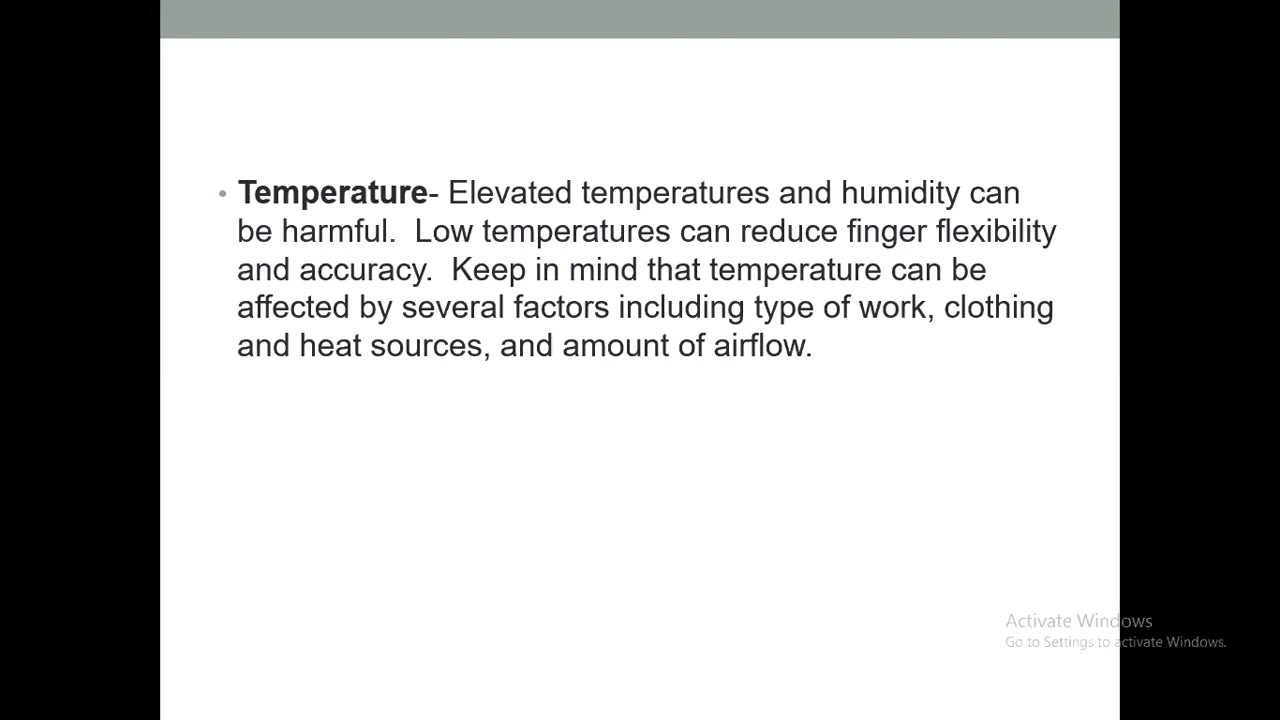 • Temperature- Elevated temperatures and humidity can
be harmful.  Low temperatures can reduce finger flexibility
and accuracy.  Keep in mind that temperature can be
affected by several factors including type of work, clothing
and heat sources, and amount of airflow.
Activate Windows
Go to Settings to activate Windows.